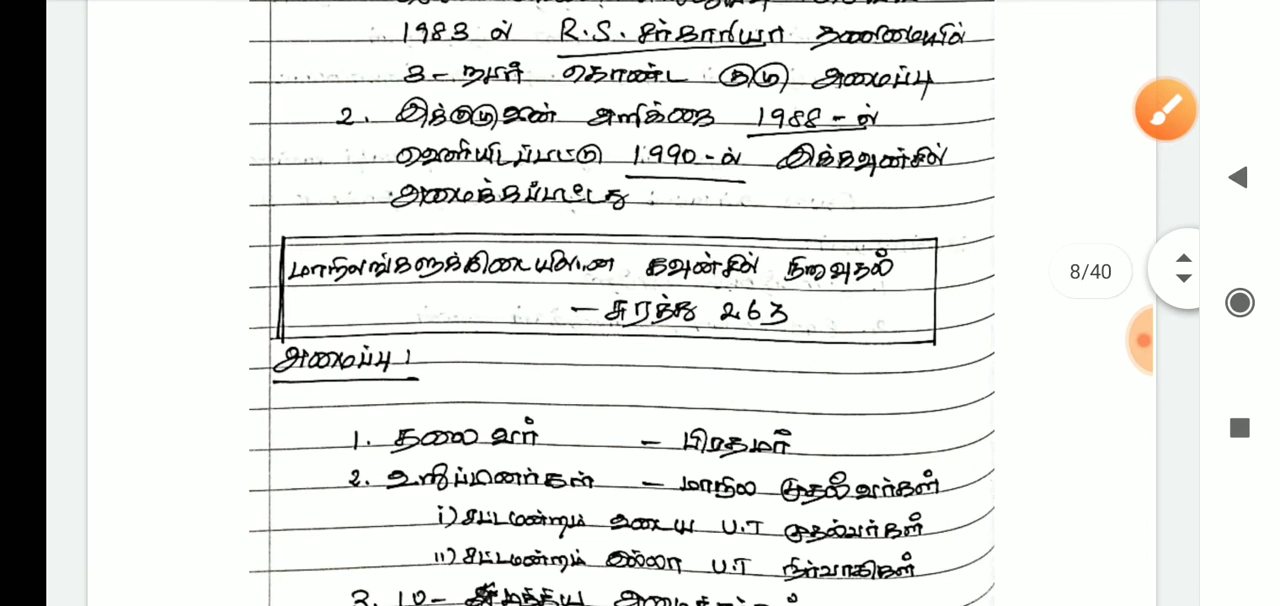 1983 ல் R.S. சர்காரியா தலைமையில்
3 - நபர் கொண்ட குழு அமைப்பு
2. இக்குழுவின் அறிக்கை 1988 - ல்
வெளியிடப்பட்டு 1990 - ல் இக்கவுன்சில்
அமைக்கப்பட்டது
மாநிலங்களுக்கிடையிலான கவுன்சில் நிறுவுதல்
- சரத்து 263
அமைப்பு :
1. தலைவர் - பிரதமர்
2. உறுப்பினர்கள் - மாநில முதல்வர்கள்
i) சட்டமன்றம் உடைய U.T முதல்வர்கள்
ii) சட்டமன்றம் இல்லா U.T நிர்வாகிகள்
3. 10 -
8/40